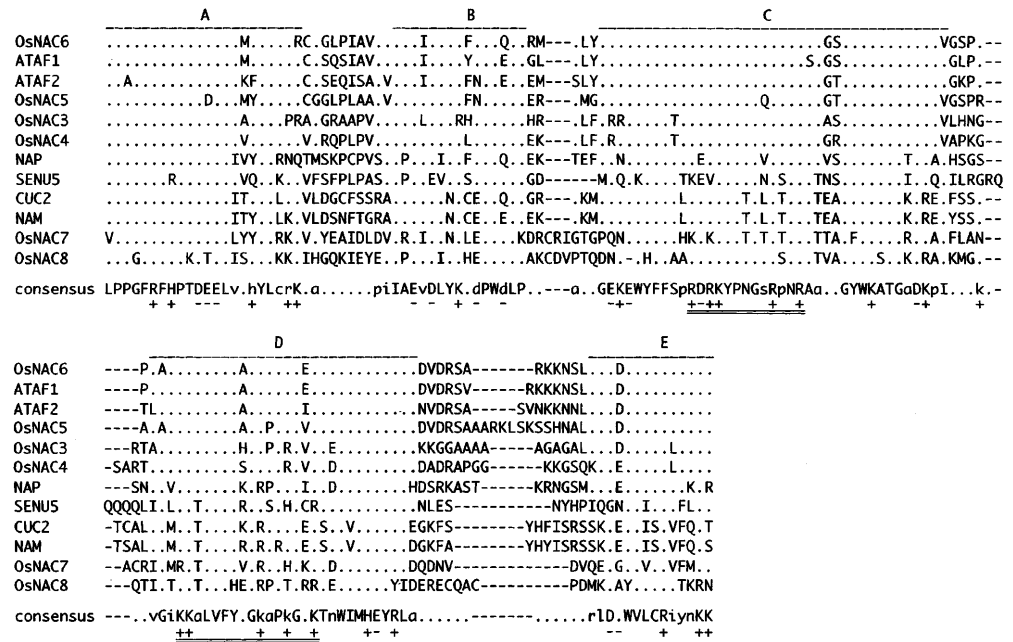 A B C
OsNAC6 ................M.....RC.GLPIAV....I....F...Q..RM---.LY............................GS............VGSP.--
ATAF1 ................M......C.SQSIAV....I....Y...E..GL--..LY..........................S.GS............GLP.--
ATAF2 ..A.............KF.....C.SEQISA.V..I....FN..E..EM-SLY............................GT............GKP.--
OsNAC5 ............D...MY.....CGGLPLAA.V.......FN.....ER--.MG....................Q......GT............VGSPR--
OsNAC3 ................A....PRA.GRAAPV....L...RH......HR---.LF.RR.....T.................AS............VLHNG-
OsNAC4 ................V......V.RQPLPV........L.......EK---.LF.R......T.................GR............VAPKG-
NAP ...............IVY..RNQTMSKPCPVS..P...I..F...Q..EK--TEF..N........E.......V......VS.........T..A.HSGS-
SENU5 ........R.......VQ..K..VFSFPLPAS..P..EV..S......GD------M.Q.K....TKEV......N.S...TNS........I..Q.ILRGRQ
CUC2 ...............IT...L..VLDGCFSSRA......N.CE..Q..GR---.KM..........L......T.L.T...TEA........K.RE.FSS.--
NAM ...............ITY..LK.VLDSNFTGRA......N.CE..E..GK---.KM..........L......T.L.T...TEA........K.RE.YSS.--
OsNAC7 V..............LYY..RK.V.YEAIDLDV.R.I..N.LE....KDRCRIGTGPQN.......HK.K...T.T.T...TTA.F......R..A.FLAN--
OsNAC8 ...G.....K.T...IS...KK.IHGQKIEYE..P...I..HE.....AKCDVPTQDN.-.H..AA..............TVA...S....K.RA.KMG.-
consensus LPPGFRFHPTDEELv.hYLcrK.a......piIAEvDLYK.dPWdLP..---.a..GEKEWYFFSpRDRKYPNGsRpNRAa..GYWKATGaDKpI...k.-
+ + --- + ++ - - + - -+- +-++ + + + -+ +
D E
OsNAC6 ----P.A.........A......E.............DVDRSA-------RKKNSL...D...........
ATAF1 ----P...........A......E.............DVDRSV-------RKKNSL...D...........
ATAF2 ----TL..........A......I.............NVDRSA-----SVNKKNNL...D...........
OsNAC5 ----A.A.........A..P...V.............DVDRSAAARKLSKSSHNAL...D...........
OsNAC3 ---RTA..........H..P.R.V..E..........KKGGAAAA-----AGAGAL...D.......L...
OsNAC4 -SART...........S....R.V..D..........DADRAPGG------KKGSQK..E.......L...
NAP ---SN..V........K.RP...I..D.........HDSRKAST------KRNGSM...E........K.R
SENU5 QQQQLI.L..T.....R..S.H.CR............NLES--------NYHPIQGN..I...FL..
CUC2 -TCAL..M..T.....K.R....E.S..V........EGKFS-------YHFISRSSK.E..IS.VFQ.T
NAM -TSAL..M..T.....R.R.R..E.S..V........DGKFA-------YHYISRSSK.E..IS.VFQ.S
OsNAC7 --ACRI.MR.T......V.R.H.K..D..........DQDNV----------DVQE.G..V...VFM..
OsNAC8 ---QTI.T..T...HE.RP.T.RR.E........YIDERECQAC-------PDMK.AY....TKRN
consensus ---..vGiKKaLVFY.GkaPkG.KTnWIMHEYRLa.................rlD.WVLCRiynKK
++ + + + +- + -- + ++